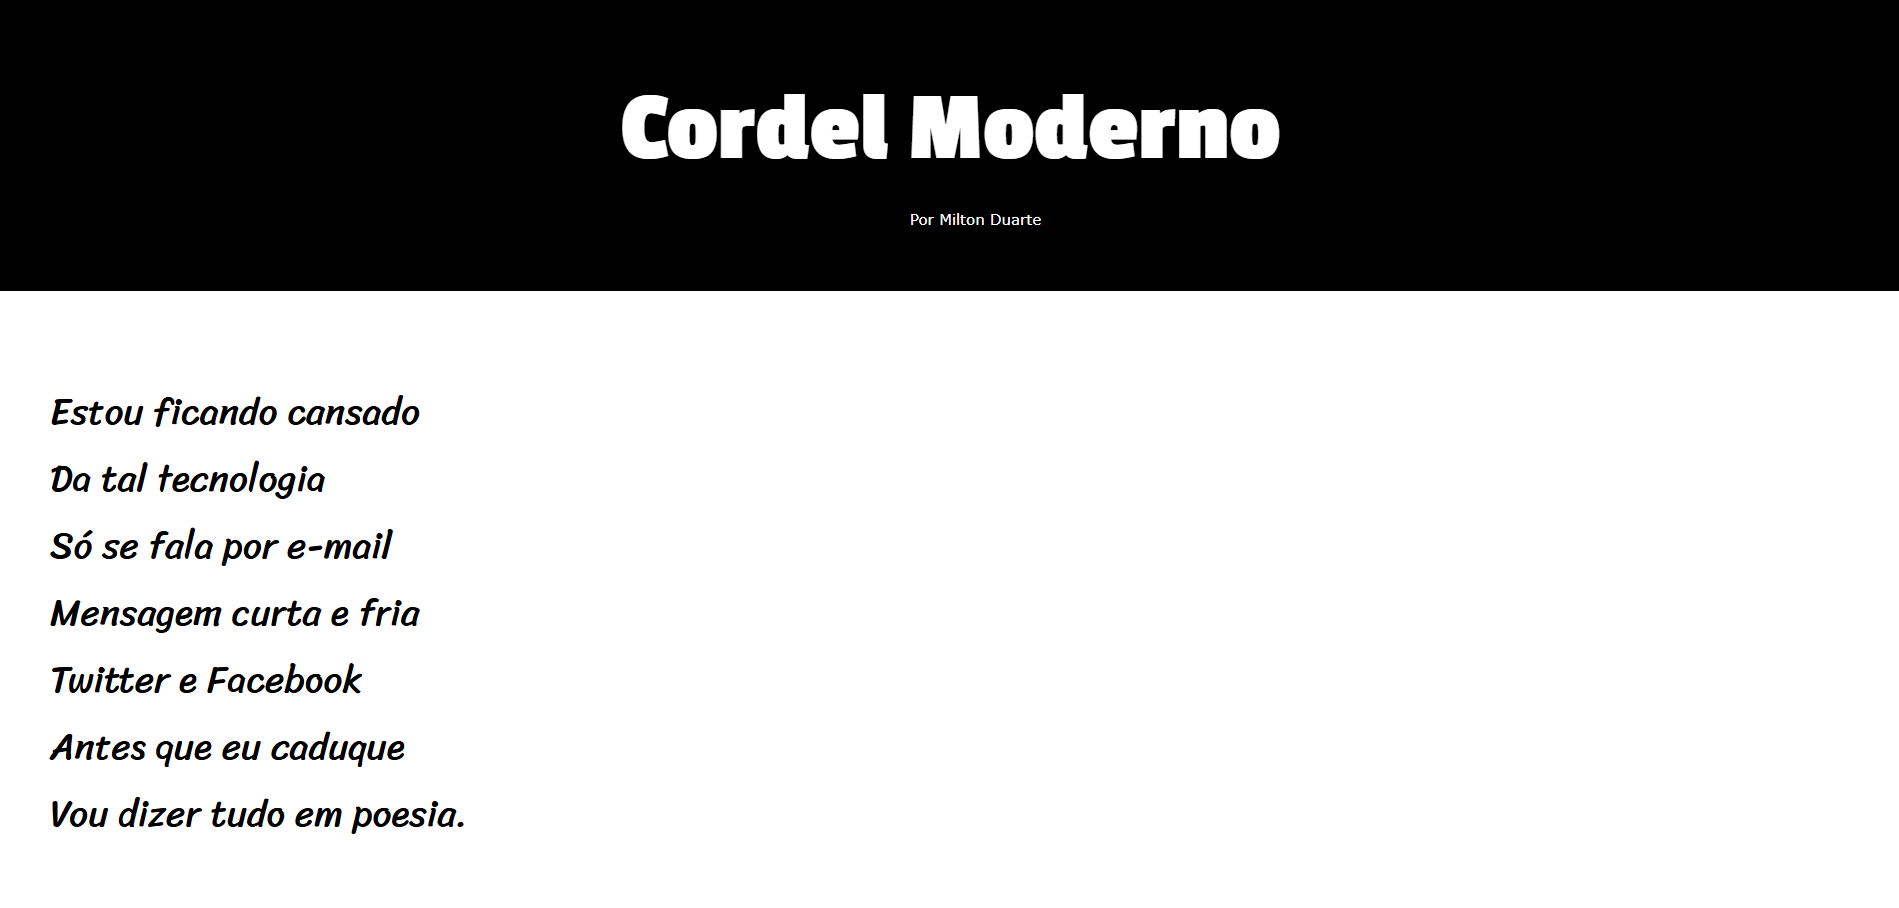 Cordel Moderno
Por Milton Duarte
Estou ficando cansado
Da tal tecnologia
Só se fala por e-mail
Mensagem curta e fria
Twitter e Facebook
Antes que eu caduque
Vou dizer tudo em poesia.